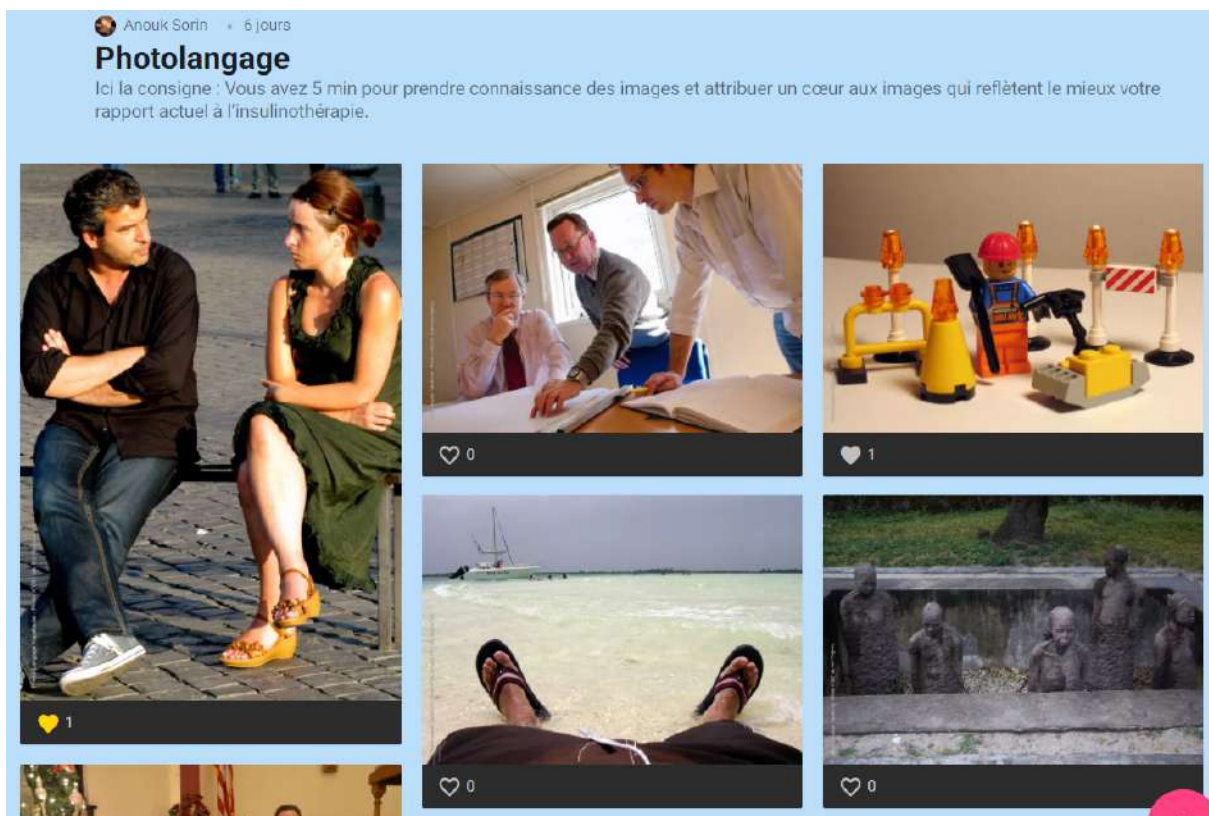 Anouk Sorin • 6 jours
Photolangage
Ici la consigne : Vous avez 5 min pour prendre connaissance des images et attribuer un cœur aux images qui reflètent le mieux votre
rapport actuel à l'insulinothérapie.
0
1
1
0
0